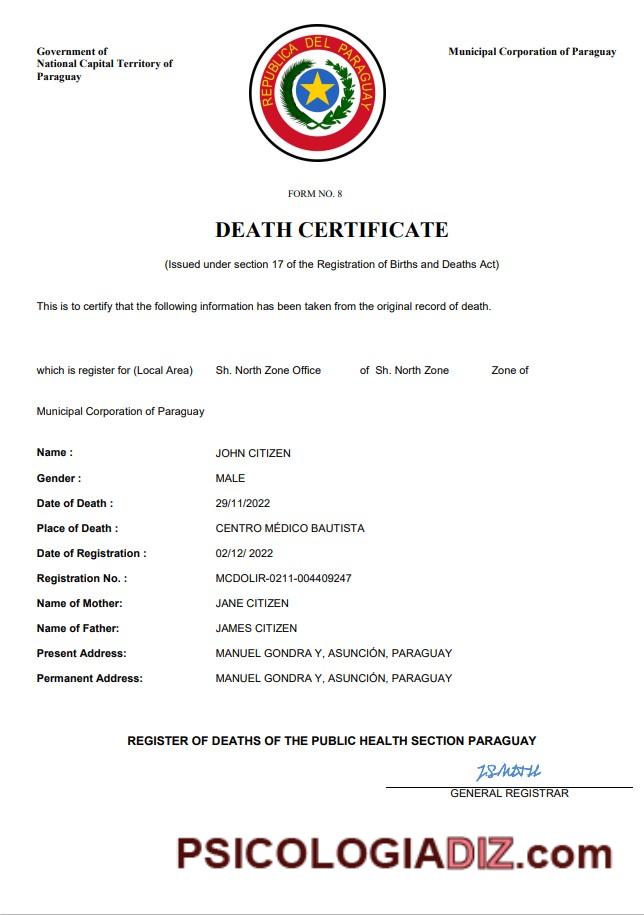 Government of
National Capital Territory of
Paraguay
Municipal Corporation of Paraguay
REPUBLICA DEL PARAGUAY
FORM NO. 8
DEATH CERTIFICATE
(Issued under section 17 of the Registration of Births and Deaths Act)
This is to certify that the following information has been taken from the original record of death.
which is register for (Local Area) Sh. North Zone Office of Sh. North Zone Zone of
Municipal Corporation of Paraguay
Name : JOHN CITIZEN
Gender : MALE
Date of Death : 29/11/2022
Place of Death : CENTRO MÉDICO BAUTISTA
Date of Registration : 02/12/ 2022
Registration No. : MCDOLIR-0211-004409247
Name of Mother: JANE CITIZEN
Name of Father: JAMES CITIZEN
Present Address: MANUEL GONDRA Y, ASUNCIÓN, PARAGUAY
Permanent Address: MANUEL GONDRA Y, ASUNCIÓN, PARAGUAY
REGISTER OF DEATHS OF THE PUBLIC HEALTH SECTION PARAGUAY
GENERAL REGISTRAR
PSICOLOGIADIZ.com